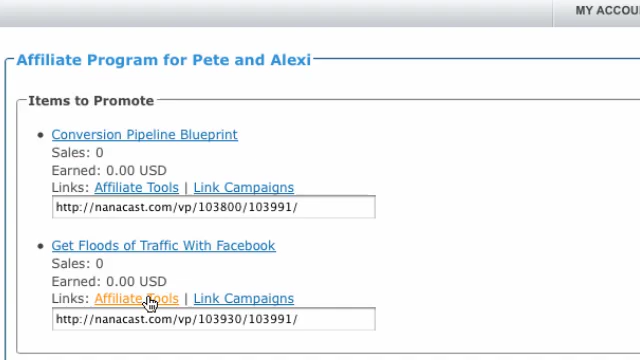 MY ACCOU
Affiliate Program for Pete and Alexi
Items to Promote
Conversion Pipeline Blueprint
Sales: 0
Earned: 0.00 USD
Links: Affiliate Tools | Link Campaigns
http://nanacast.com/vp/103800/103991/
Get Floods of Traffic With Facebook
Sales: 0
Earned: 0.00 USD
Links: Affiliate Tools | Link Campaigns
http://nanacast.com/vp/103930/103991/